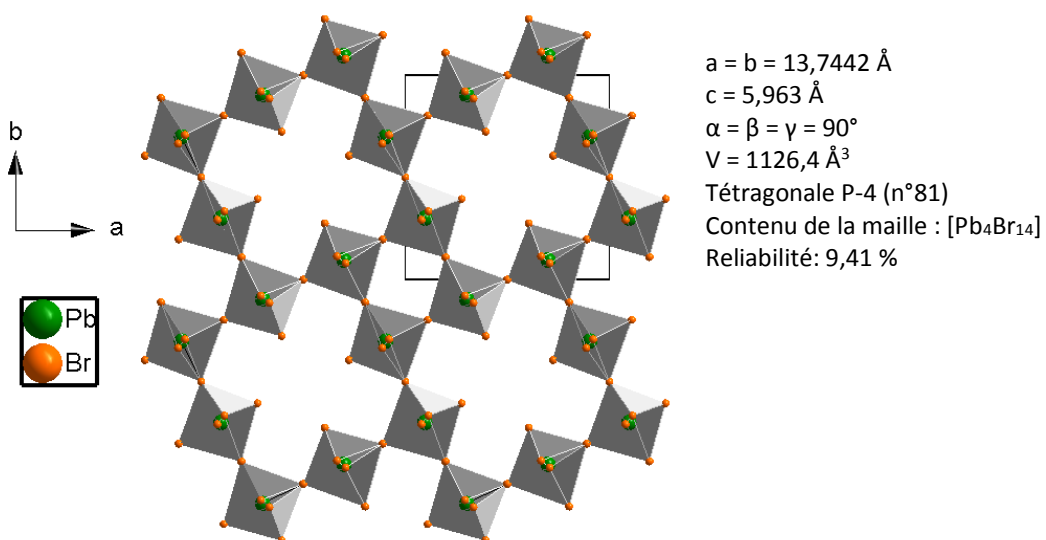 b
a
Pb
Br
a = b = 13,7442 Å
c = 5,963 Å
α = β = γ = 90°
V = 1126,4 Å³
Tétragonale P-4 (n°81)
Contenu de la maille : [Pb₄Br₁₄]
Reliabilité: 9,41 %